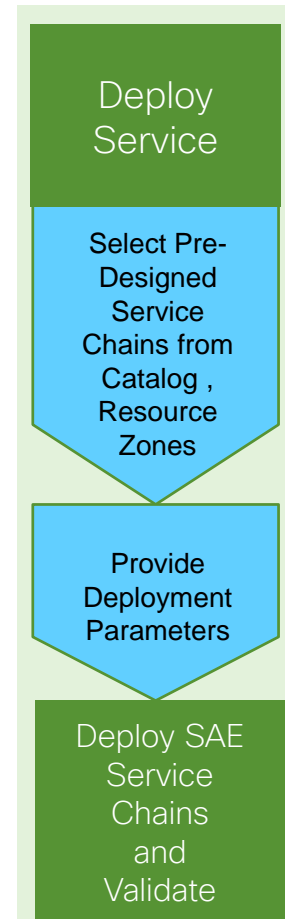 Deploy
Service
Select Pre-
Designed
Service
Chains from
Catalog ,
Resource
Zones
Provide
Deployment
Parameters
Deploy SAE
Service
Chains
and
Validate